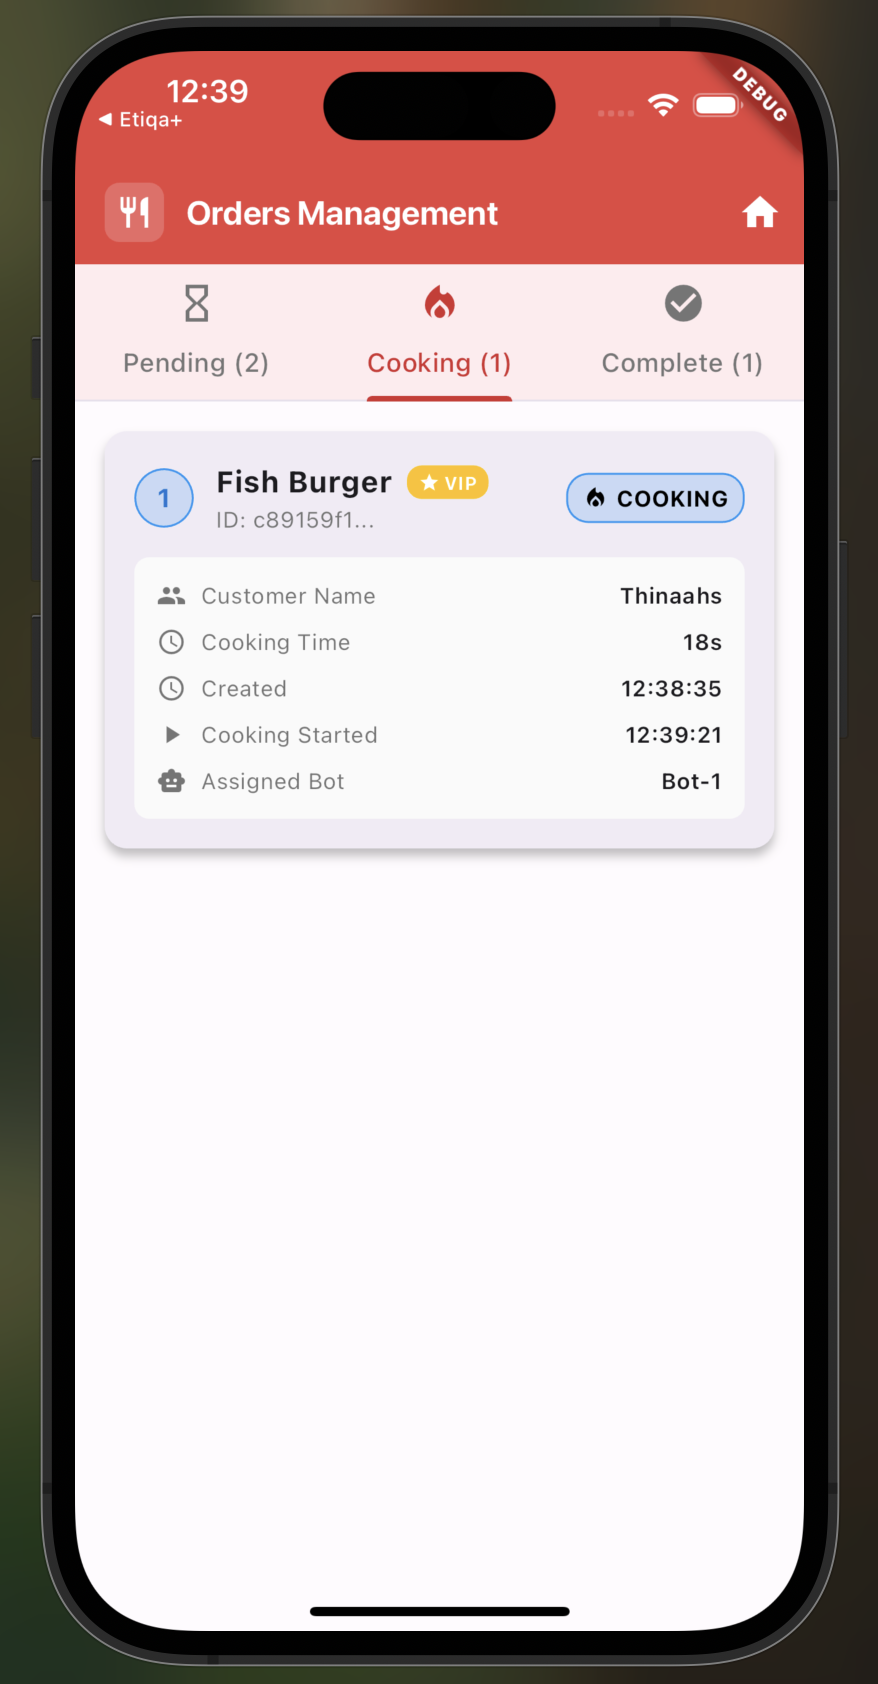 12:39
◀ Etiqa+
DEBUG
Orders Management
Pending (2)
Cooking (1)
Complete (1)
1
Fish Burger
VIP
ID: c89159f1...
COOKING
Customer Name Thinaahs
Cooking Time 18s
Created 12:38:35
Cooking Started 12:39:21
Assigned Bot Bot-1